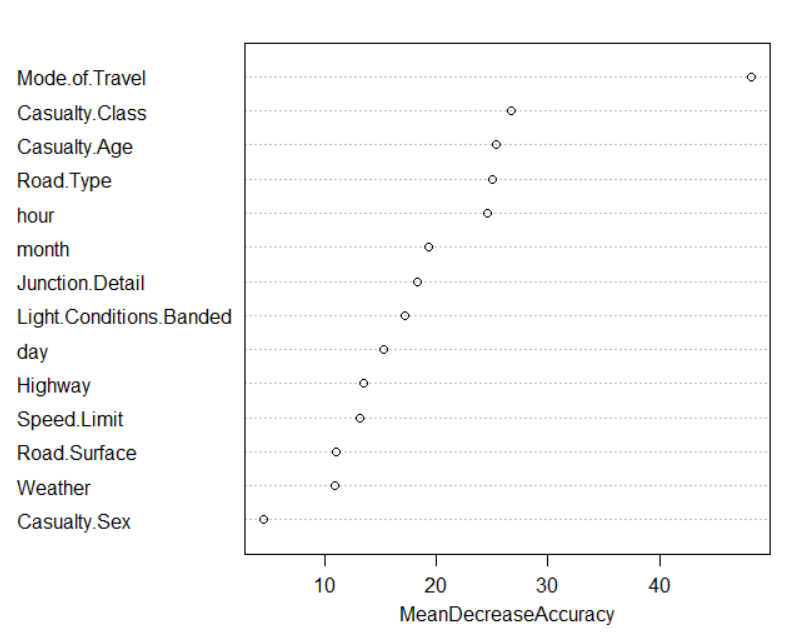 Mode.of.Travel
Casualty.Class
Casualty.Age
Road.Type
hour
month
Junction.Detail
Light.Conditions.Banded
day
Highway
Speed.Limit
Road.Surface
Weather
Casualty.Sex
10 20 30 40
MeanDecreaseAccuracy